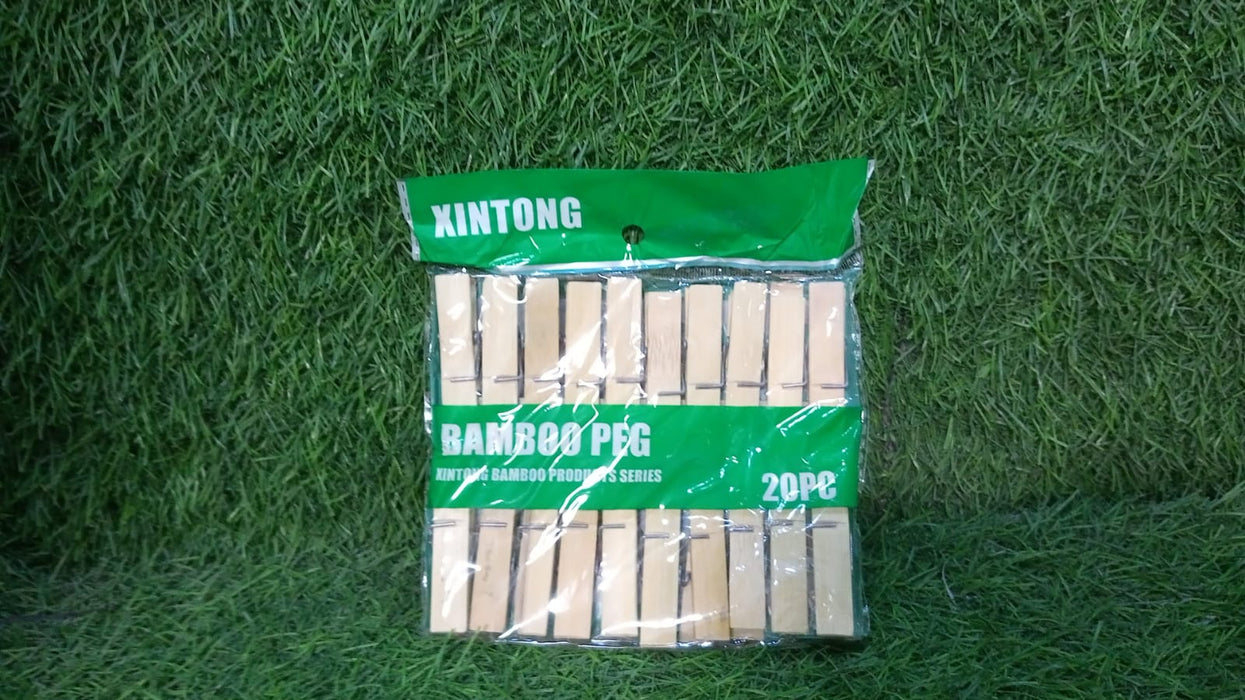 XINTONG
BAMBOO PEG
XINTONG BAMBOO PRODUCTS SERIES
20PC